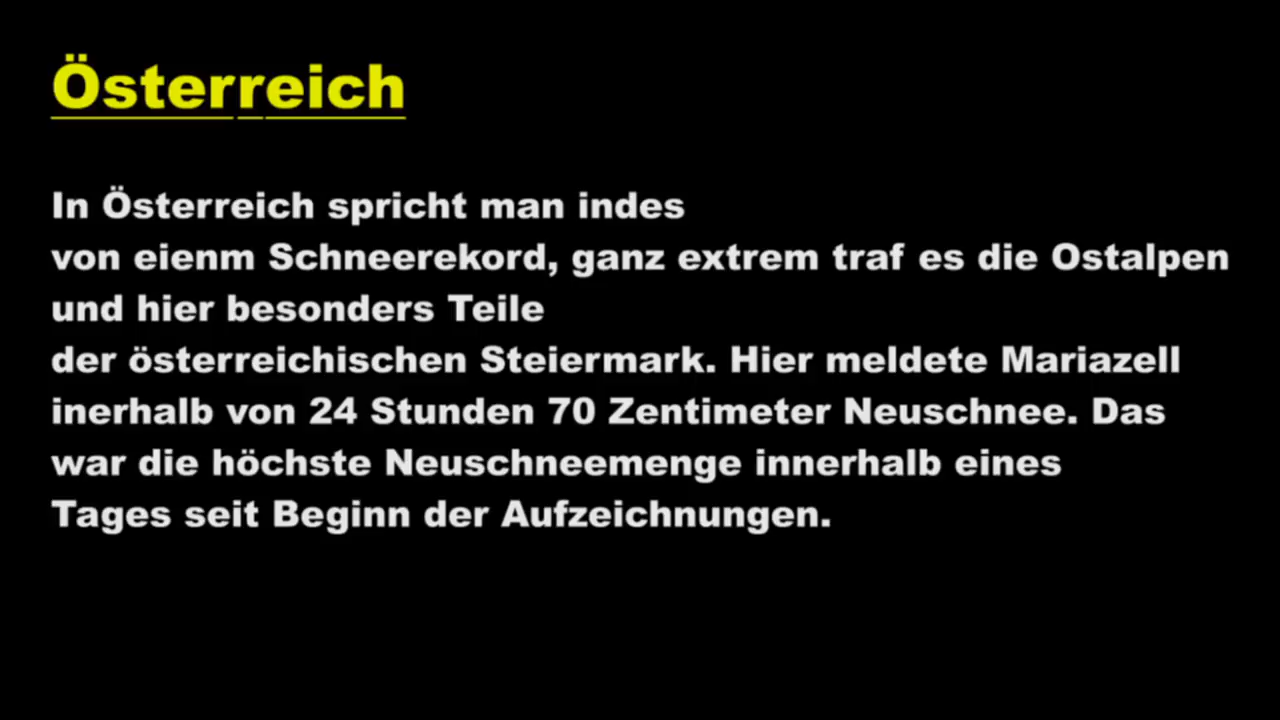 Österreich
In Österreich spricht man indes
von eienm Schneerekord, ganz extrem traf es die Ostalpen
und hier besonders Teile
der österreichischen Steiermark. Hier meldete Mariazell
inerhalb von 24 Stunden 70 Zentimeter Neuschnee. Das
war die höchste Neuschneemenge innerhalb eines
Tages seit Beginn der Aufzeichnungen.